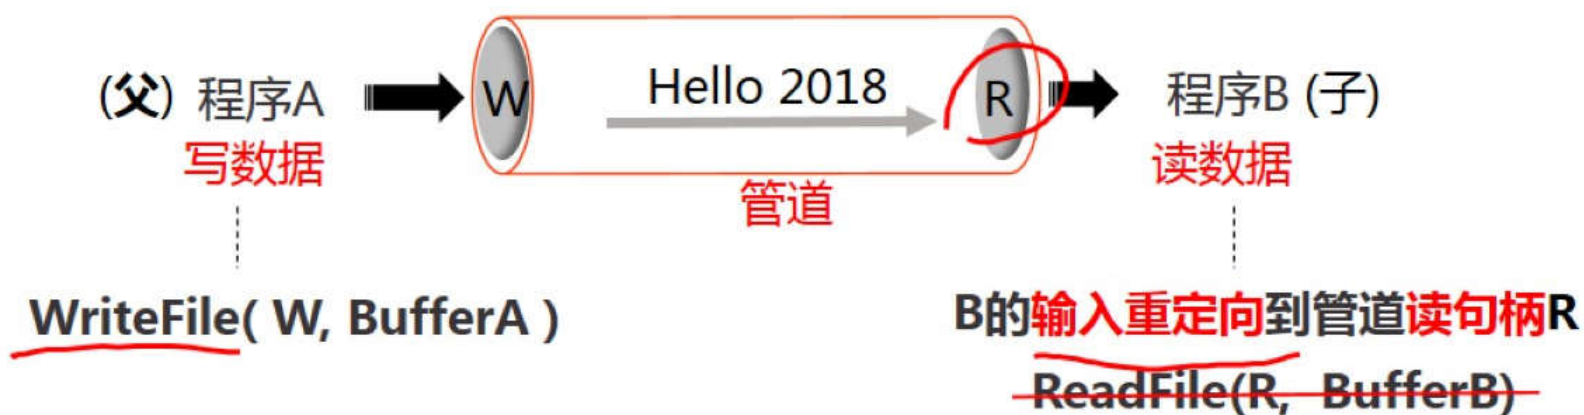 (父) 程序A
W
Hello 2018
R
程序B (子)
写数据
管道
读数据
WriteFile( W, BufferA )
B的输入重定向到管道读句柄R
ReadFile(R, BufferB)